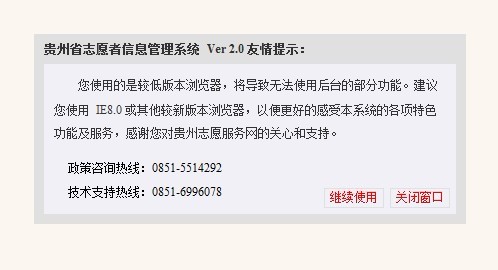 贵州省志愿者信息管理系统 Ver 2.0 友情提示：
您使用的是较低版本浏览器，将导致无法使用后台的部分功能。建议
您使用 IE8.0 或其他较新版本浏览器，以便更好的感受本系统的各项特色
功能及服务，感谢您对贵州志愿服务网的关心和支持。
政策咨询热线：0851-5514292
技术支持热线：0851-6996078
继续使用 关闭窗口